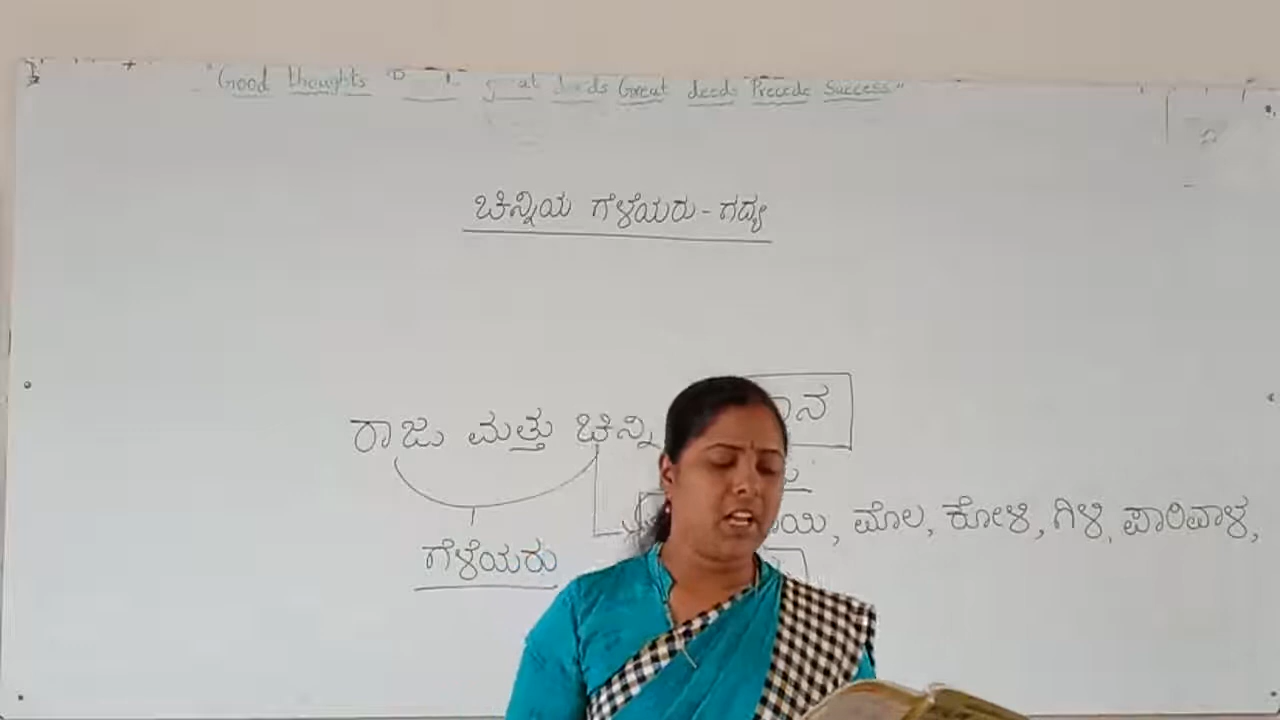 "Good thoughts great deeds Great deeds Precede Success"
ಚಿನ್ನಿಯ ಗೆಳೆಯರು - ಗದ್ಯ
ರಾಜು ಮತ್ತು ಚಿನ್ನಿ
ಮೊಲ, ಕೋಳಿ, ಗಿಳಿ, ಪಾರಿವಾಳ,
ಗೆಳೆಯರು